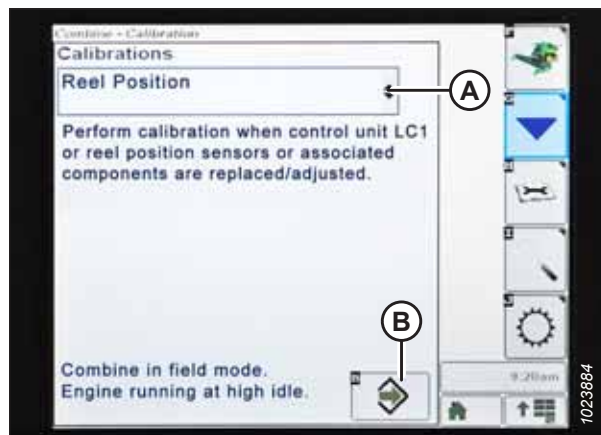 Combine - Calibration
Calibrations
Reel Position
A
Perform calibration when control unit LC1
or reel position sensors or associated
components are replaced/adjusted.
B
Combine in field mode.
Engine running at high idle.
9:20am
1023884